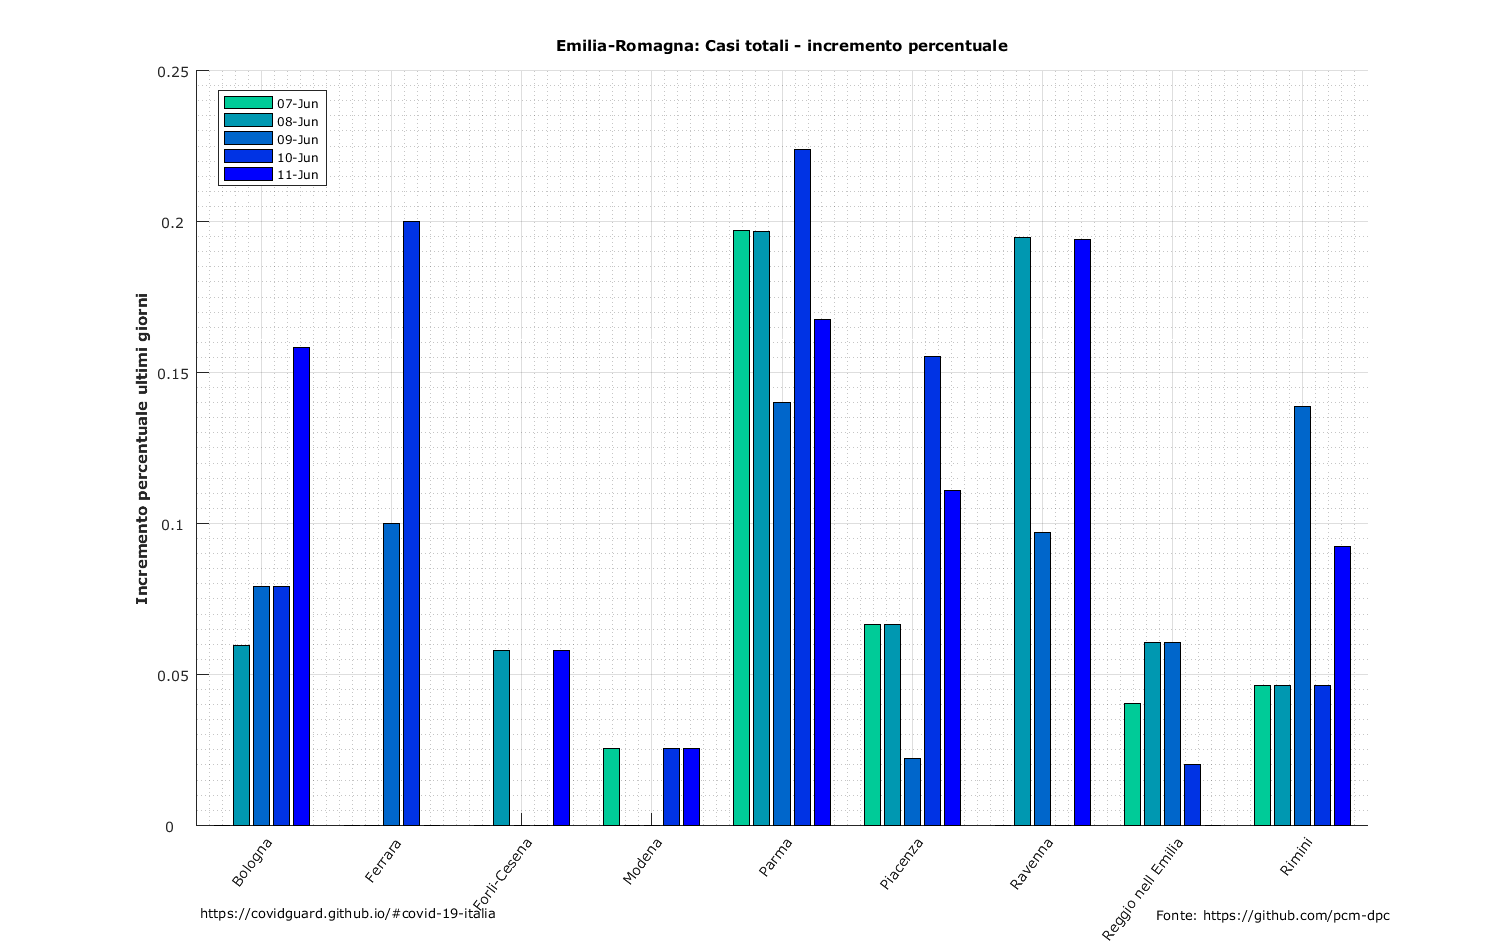 Emilia-Romagna: Casi totali - incremento percentuale
0.25
0.2
0.15
0.1
0.05
0
Incremento percentuale ultimi giorni
07-Jun
08-Jun
09-Jun
10-Jun
11-Jun
Bologna
Ferrara
Forlì-Cesena
Modena
Parma
Piacenza
Ravenna
Reggio nell Emilia
Rimini
https://covidguard.github.io/#covid-19-italia
Fonte: https://github.com/pcm-dpc